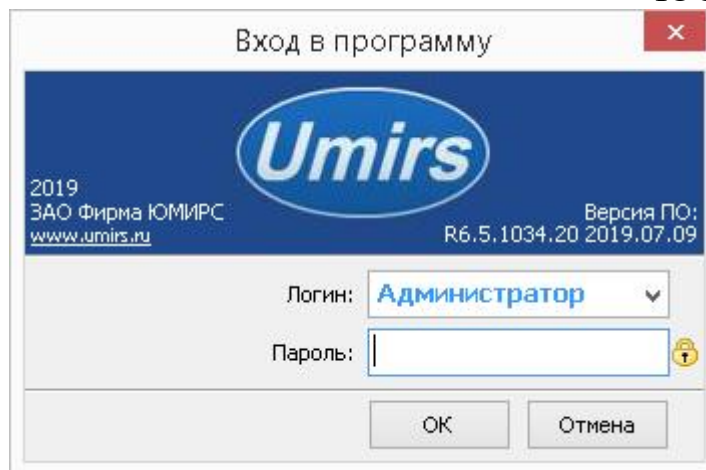 Вход в программу
Umirs
2019
ЗАО Фирма ЮМИРС
www.umirs.ru
Версия ПО:
R6.5.1034.20 2019.07.09
Логин: Администратор
Пароль:
ОК Отмена